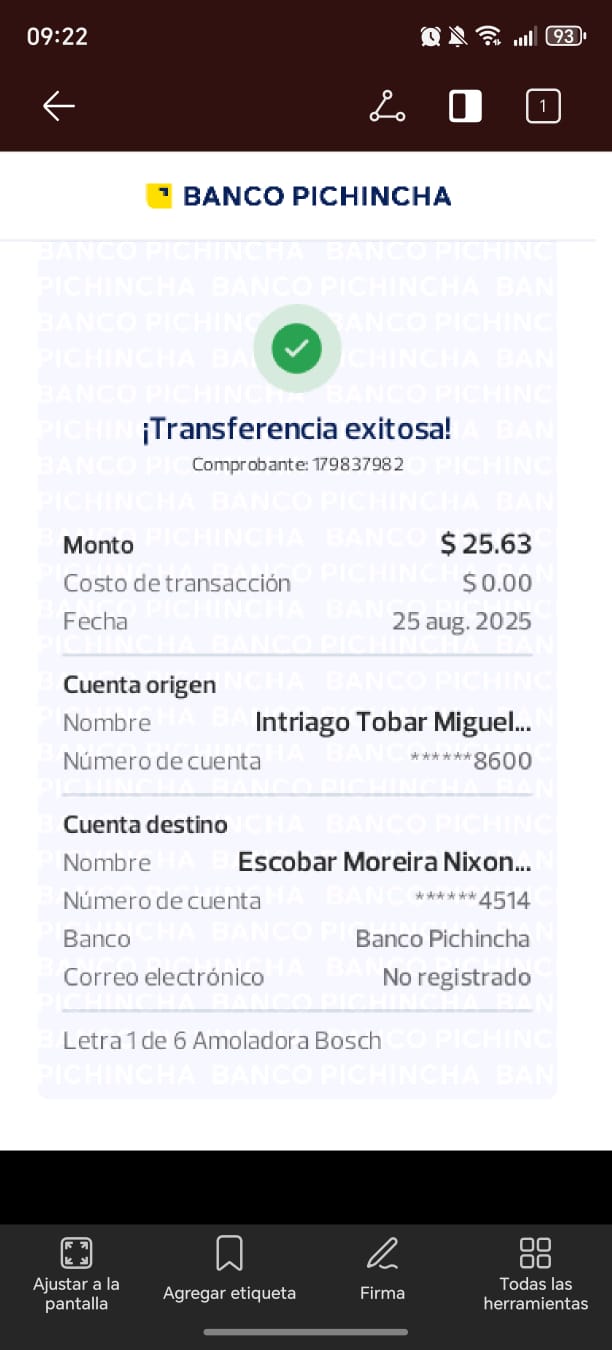 09:22
93
1
BANCO PICHINCHA
¡Transferencia exitosa!
Comprobante: 179837982
Monto $ 25.63
Costo de transacción $ 0.00
Fecha 25 aug. 2025
Cuenta origen
Nombre Intriago Tobar Miguel...
Número de cuenta ******8600
Cuenta destino
Nombre Escobar Moreira Nixon...
Número de cuenta ******4514
Banco Banco Pichincha
Correo electrónico No registrado
Letra 1 de 6 Amoladora Bosch
Ajustar a la pantalla
Agregar etiqueta
Firma
Todas las herramientas